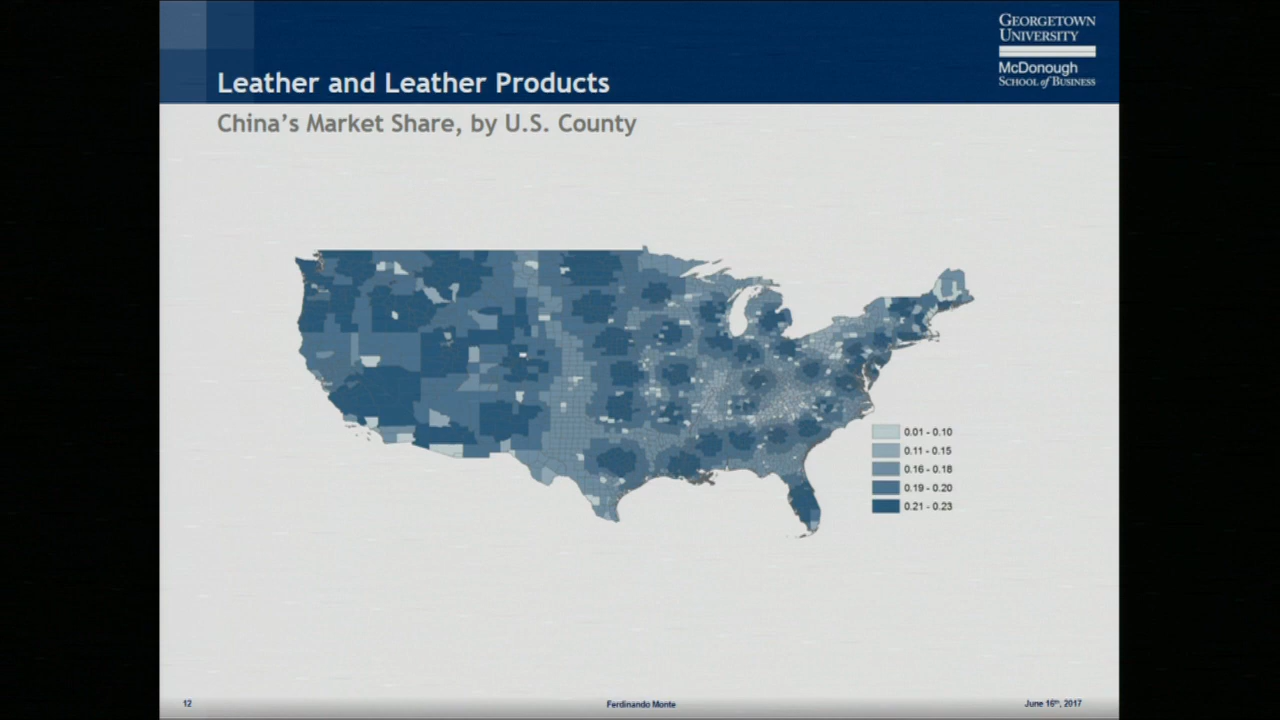 GEORGETOWN
UNIVERSITY
McDonough
SCHOOL of BUSINESS
Leather and Leather Products
China's Market Share, by U.S. County
0.01 - 0.10
0.11 - 0.15
0.16 - 0.18
0.19 - 0.20
0.21 - 0.23
12
Ferdinando Monte
June 16th, 2017